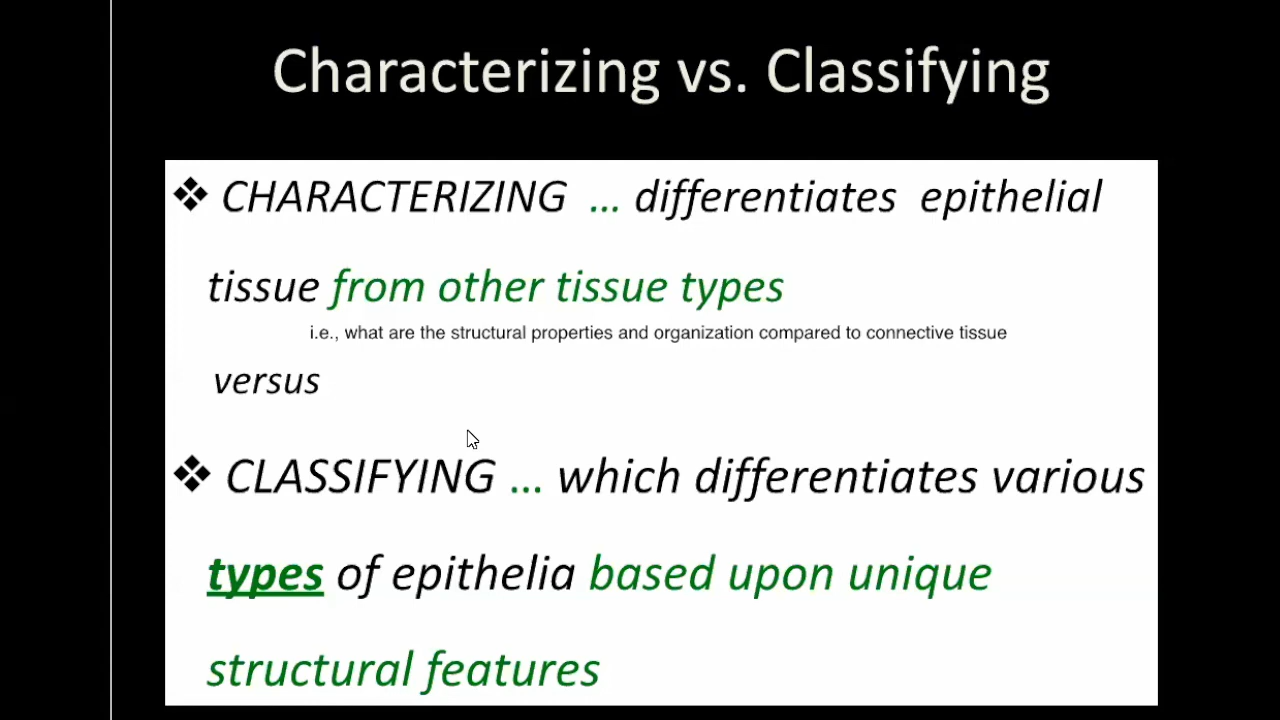 Characterizing vs. Classifying
❖ CHARACTERIZING ... differentiates epithelial
tissue from other tissue types
i.e., what are the structural properties and organization compared to connective tissue
versus
❖ CLASSIFYING ... which differentiates various
types of epithelia based upon unique
structural features